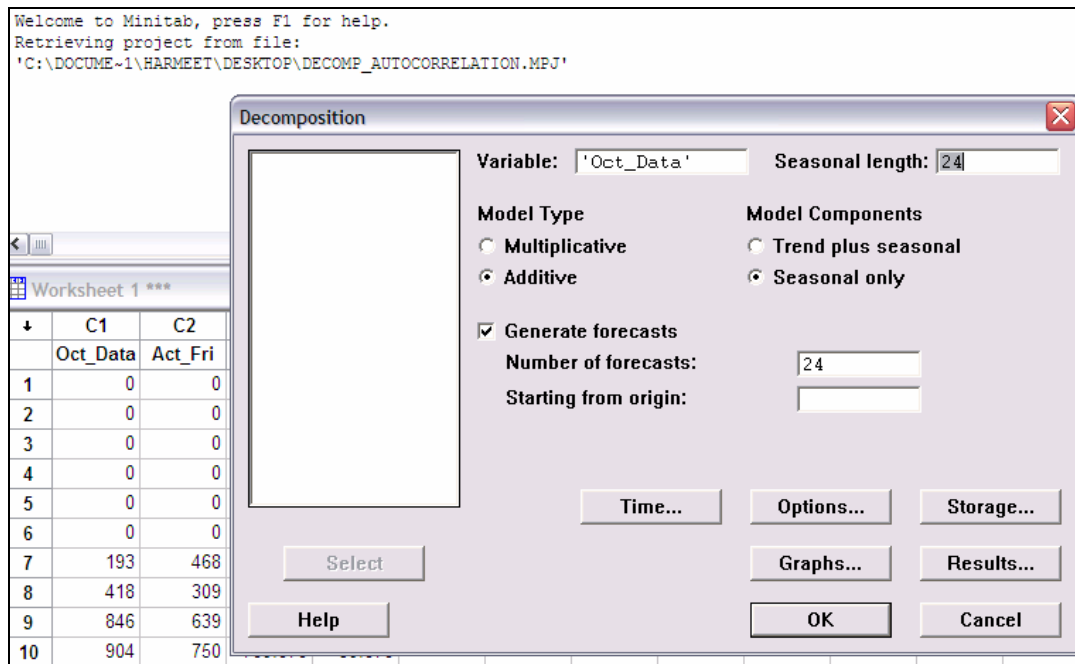 Welcome to Minitab, press F1 for help.
Retrieving project from file:
'C:\DOCUME~1\HARMEET\DESKTOP\DECOMP_AUTOCORRELATION.MPJ'
Decomposition
Variable: 'Oct_Data' Seasonal length: 24
Model Type Model Components
Multiplicative Trend plus seasonal
Additive Seasonal only
Generate forecasts
Number of forecasts: 24
Starting from origin:
Time... Options... Storage...
Select Graphs... Results...
Help OK Cancel
Worksheet 1 ***
C1 C2
Oct_Data Act_Fri
1 0 0
2 0 0
3 0 0
4 0 0
5 0 0
6 0 0
7 193 468
8 418 309
9 846 639
10 904 750